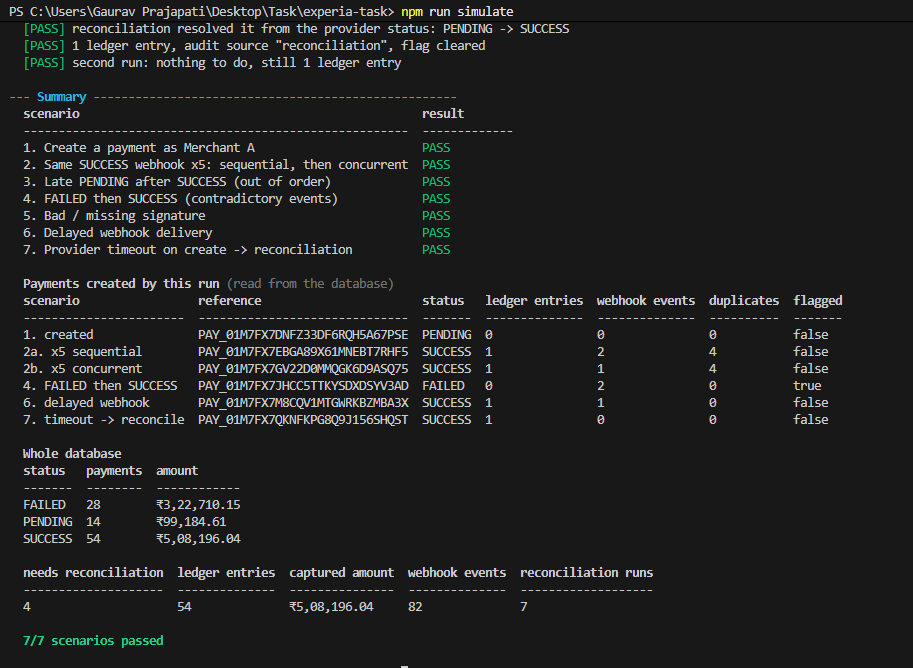 PS C:\Users\Gaurav Prajapati\Desktop\Task\experia-task> npm run simulate
[PASS] reconciliation resolved it from the provider status: PENDING -> SUCCESS
[PASS] 1 ledger entry, audit source "reconciliation", flag cleared
[PASS] second run: nothing to do, still 1 ledger entry
--- Summary -----------------------------------------------------
scenario result
-------------------------------------------------------- -------------
1. Create a payment as Merchant A PASS
2. Same SUCCESS webhook x5: sequential, then concurrent PASS
3. Late PENDING after SUCCESS (out of order) PASS
4. FAILED then SUCCESS (contradictory events) PASS
5. Bad / missing signature PASS
6. Delayed webhook delivery PASS
7. Provider timeout on create -> reconciliation PASS
Payments created by this run (read from the database)
scenario reference status ledger entries webhook events duplicates flagged
------------------------ ------------------------------- ------- -------------- -------------- ---------- -------
1. created PAY_01M7FX7DNFZ33DF6RQH5A67PSE PENDING 0 0 0 false
2a. x5 sequential PAY_01M7FX7EBGA89X61MNEBT7RHF5 SUCCESS 1 2 4 false
2b. x5 concurrent PAY_01M7FX7GV22D0MMQGK6D9ASQ75 SUCCESS 1 1 4 false
4. FAILED then SUCCESS PAY_01M7FX7JHCC5TTKYSDXDSYV3AD FAILED 0 2 0 true
6. delayed webhook PAY_01M7FX7M8CQV1MTGWRKBZMBA3X SUCCESS 1 1 0 false
7. timeout -> reconcile PAY_01M7FX7QKNFKPG8Q9J156SHQST SUCCESS 1 0 0 false
Whole database
status payments amount
------- -------- ------------
FAILED 28 ₹3,22,710.15
PENDING 14 ₹99,184.61
SUCCESS 54 ₹5,08,196.04
needs reconciliation ledger entries captured amount webhook events reconciliation runs
-------------------- -------------- --------------- -------------- -------------------
4 54 ₹5,08,196.04 82 7
7/7 scenarios passed